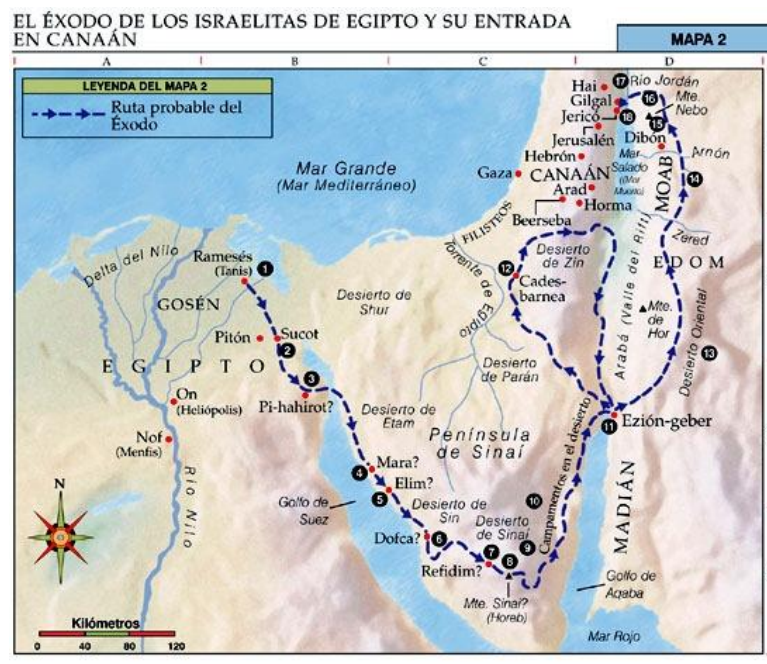 EL ÉXODO DE LOS ISRAELITAS DE EGIPTO Y SU ENTRADA
EN CANAÁN
MAPA 2
A
B
C
D
LEYENDA DEL MAPA 2
Ruta probable del
Éxodo
Mar Grande
(Mar Mediterráneo)
Hai
Gilgal
Jericó
Jerusalén
Hebrón
Gaza
CANAÁN
Arad
Horma
Beerseba
FILISTEOS
17
Río Jordán
16
Mte.
Nebo
18
15
Dibón
Mar
Salado
(Mar
Muerto)
Arnón
MOAB
14
Zered
EDOM
Delta del Nilo
Ramesés
(Tanis)
1
GOSÉN
Pitón
Sucot
2
EGIPTO
3
Pi-hahirot?
On
(Heliópolis)
Nof
(Menfis)
Río Nilo
Desierto de
Shur
Torrente de Egipto
12
Cades-
barnea
Desierto
de Zin
Arabá (Valle del Rift)
Mte.
de
Hor
Desierto Oriental
13
Desierto
de Parán
Desierto de
Etam
Península
de Sinaí
11
Ezión-geber
4
Mara?
5
Elim?
Golfo de
Suez
Desierto de
Sin
Dofca?
6
10
Desierto
de Sinaí
9
7
8
Refidim?
Mte. Sinaí?
(Horeb)
Campamentos en el desierto
MADIÁN
Golfo de
Aqaba
Mar Rojo
N
Kilómetros
0 40 80 120